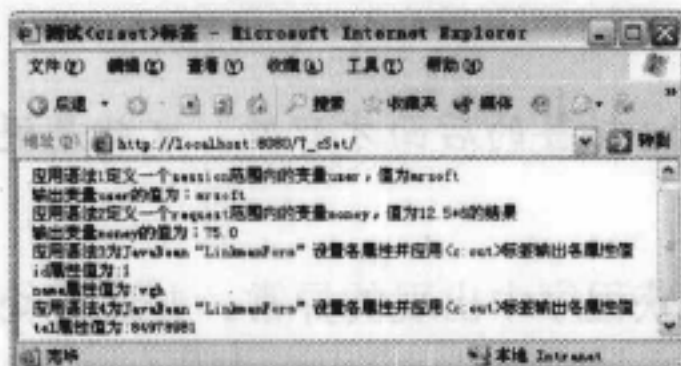 测试<c:set>标签 - Microsoft Internet Explorer
文件(F) 编辑(E) 查看(V) 收藏(A) 工具(T) 帮助(H)
后退 搜索 收藏夹 媒体 »
地址(D) http://localhost:8080/T_cSet/ 转到
应用语法1定义一个session范围内的变量user，值为mrsoft
输出变量user的值为：mrsoft
应用语法2定义一个request范围内的变量money，值为12.5*6的结果
输出变量money的值为：75.0
应用语法3为JavaBean "LinkmanForm" 设置各属性并应用<c:out>标签输出各属性值
id属性值为:1
name属性值为:vgh
应用语法4为JavaBean "LinkmanForm" 设置各属性并应用<c:out>标签输出各属性值
tel属性值为:84978981
完毕 本地 Intranet